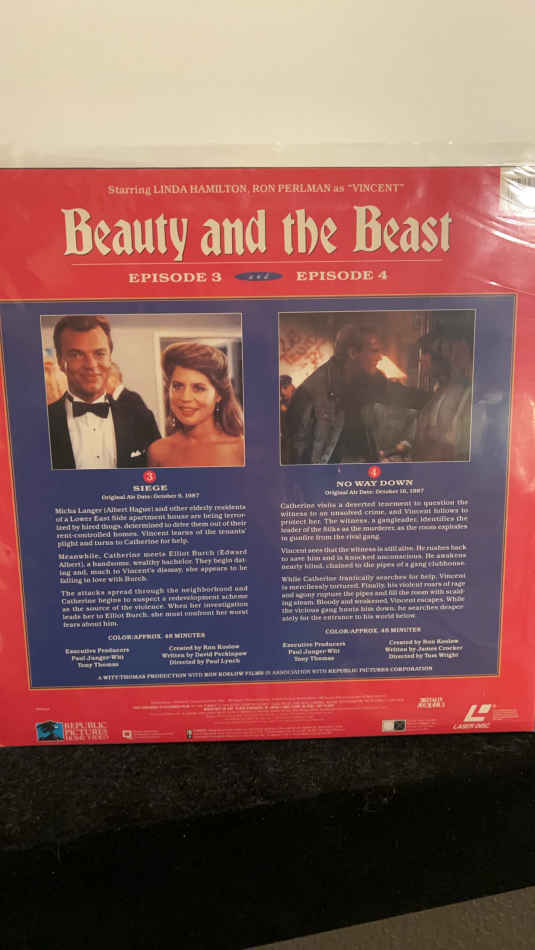 Starring LINDA HAMILTON, RON PERLMAN as "VINCENT"
Beauty and the Beast
EPISODE 3 and EPISODE 4
3
SIEGE
Original Air Date: October 9, 1987
Micha Langer (Albert Hague) and other elderly residents
of a Lower East Side apartment house are being terror-
ized by hired thugs, determined to drive them out of their
rent-controlled homes. Vincent learns of the tenants'
plight and turns to Catherine for help.
Meanwhile, Catherine meets Elliot Burch (Edward
Albert), a handsome, wealthy bachelor. They begin dat-
ing and, much to Vincent's dismay, she appears to be
falling in love with Burch.
The attacks spread through the neighborhood and
Catherine begins to suspect a redevelopment scheme
as the source of the violence. When her investigation
leads her to Elliot Burch, she must confront her worst
fears about him.
COLOR/APPROX. 48 MINUTES
Executive Producers
Paul Junger-Witt
Tony Thomas
Created by Ron Koslow
Written by David Peckinpaw
Directed by Paul Lynch
4
NO WAY DOWN
Original Air Date: October 16, 1987
Catherine visits a deserted tenement to question the
witness to an unsolved crime, and Vincent follows to
protect her. The witness, a gangleader, identifies the
leader of the Silks as the murderer, as the room explodes
in gunfire from the rival gang.
Vincent sees that the witness is still alive. He rushes back
to save him and is knocked unconscious. He awakens
nearly blind, chained to the pipes of a gang clubhouse.
While Catherine frantically searches for help, Vincent
is mercilessly tortured. Finally, his violent roars of rage
and agony rupture the pipes and fill the room with scald-
ing steam. Bloody and weakened, Vincent escapes. While
the vicious gang hunts him down, he searches desper-
ately for the entrance to his world below.
COLOR/APPROX. 48 MINUTES
Executive Producers
Paul Junger-Witt
Tony Thomas
Created by Ron Koslow
Written by James Crocker
Directed by Tom Wright
A WITT-THOMAS PRODUCTION WITH RON KOSLOW FILMS IN ASSOCIATION WITH REPUBLIC PICTURES CORPORATION
REPUBLIC
PICTURES
HOME VIDEO
DIGITALLY
LASER DISC